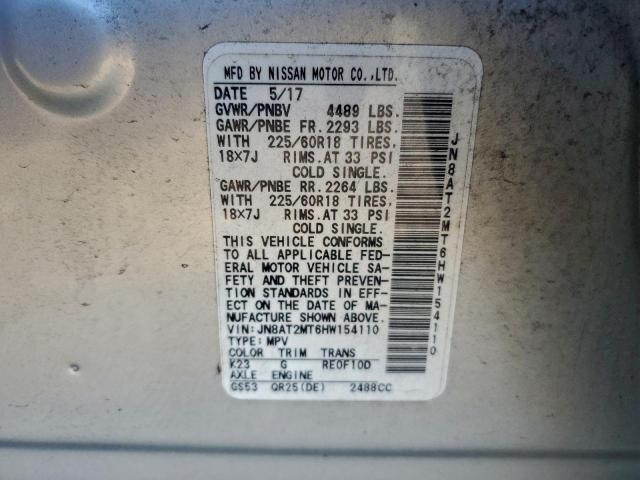 MFD BY NISSAN MOTOR CO.,LTD.
DATE 5/17
GVWR/PNBV 4489 LBS.
GAWR/PNBE FR. 2293 LBS.
WITH 225/60R18 TIRES,
18X7J RIMS.AT 33 PSI
COLD SINGLE.
GAWR/PNBE RR. 2264 LBS.
WITH 225/60R18 TIRES,
18X7J RIMS.AT 33 PSI
COLD SINGLE.
THIS VEHICLE CONFORMS
TO ALL APPLICABLE FED-
ERAL MOTOR VEHICLE SA-
FETY AND THEFT PREVEN-
TION STANDARDS IN EFF-
ECT ON THE DATE OF MA-
NUFACTURE SHOWN ABOVE.
VIN: JN8AT2MT6HW154110
TYPE: MPV
COLOR TRIM TRANS
K23 G RE0F10D
AXLE ENGINE
GS53 QR25(DE) 2488CC
JN8AT2MT6HW154110